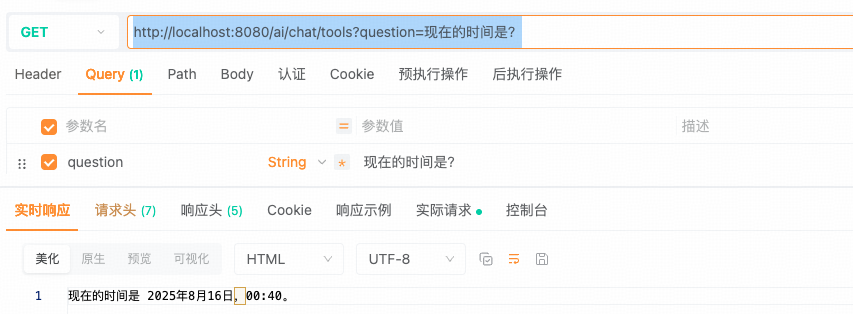 GET http://localhost:8080/ai/chat/tools?question=现在的时间是?
Header Query (1) Path Body 认证 Cookie 预执行操作 后执行操作
参数名 = 参数值 描述
question String * 现在的时间是?
实时响应 请求头 (7) 响应头 (5) Cookie 响应示例 实际请求 控制台
美化 原生 预览 可视化 HTML UTF-8
1 现在的时间是 2025年8月16日，00:40。